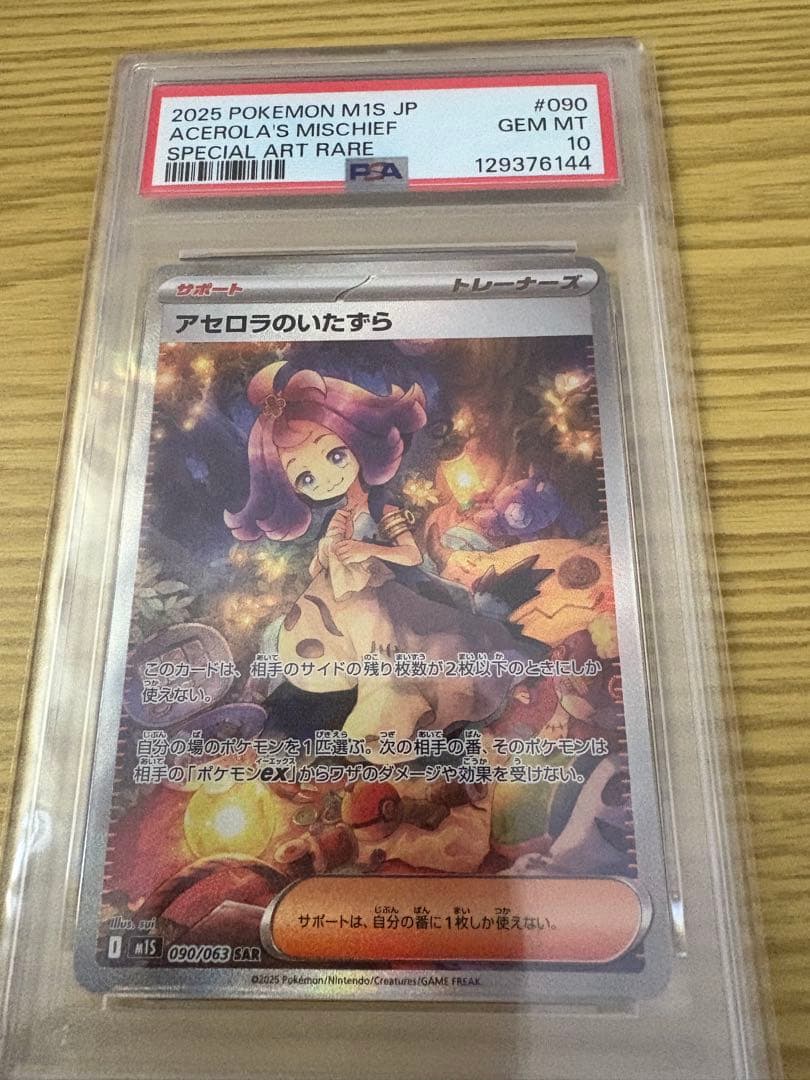 2025 POKEMON M1S JP #090
ACEROLA'S MISCHIEF GEM MT
SPECIAL ART RARE 10
PSA 129376144
サポート トレーナーズ
アセロラのいたずら
このカードは、相手のサイドの残り枚数が2枚以下のときにしか
使えない。
自分の場のポケモンを1匹選ぶ。次の相手の番、そのポケモンは
相手の「ポケモンex」からワザのダメージや効果を受けない。
サポートは、自分の番に1枚しか使えない。
illus. sui
I M1S 090/063 SAR
©2025 Pokémon/Nintendo/Creatures/GAME FREAK.